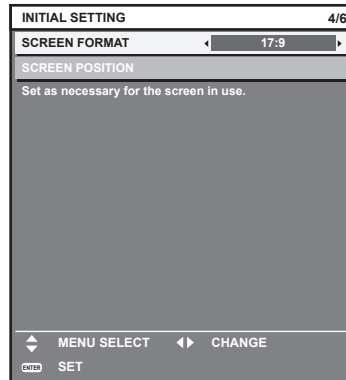 INITIAL SETTING 4/6
SCREEN FORMAT 17:9
SCREEN POSITION
Set as necessary for the screen in use.
MENU SELECT CHANGE
ENTER SET